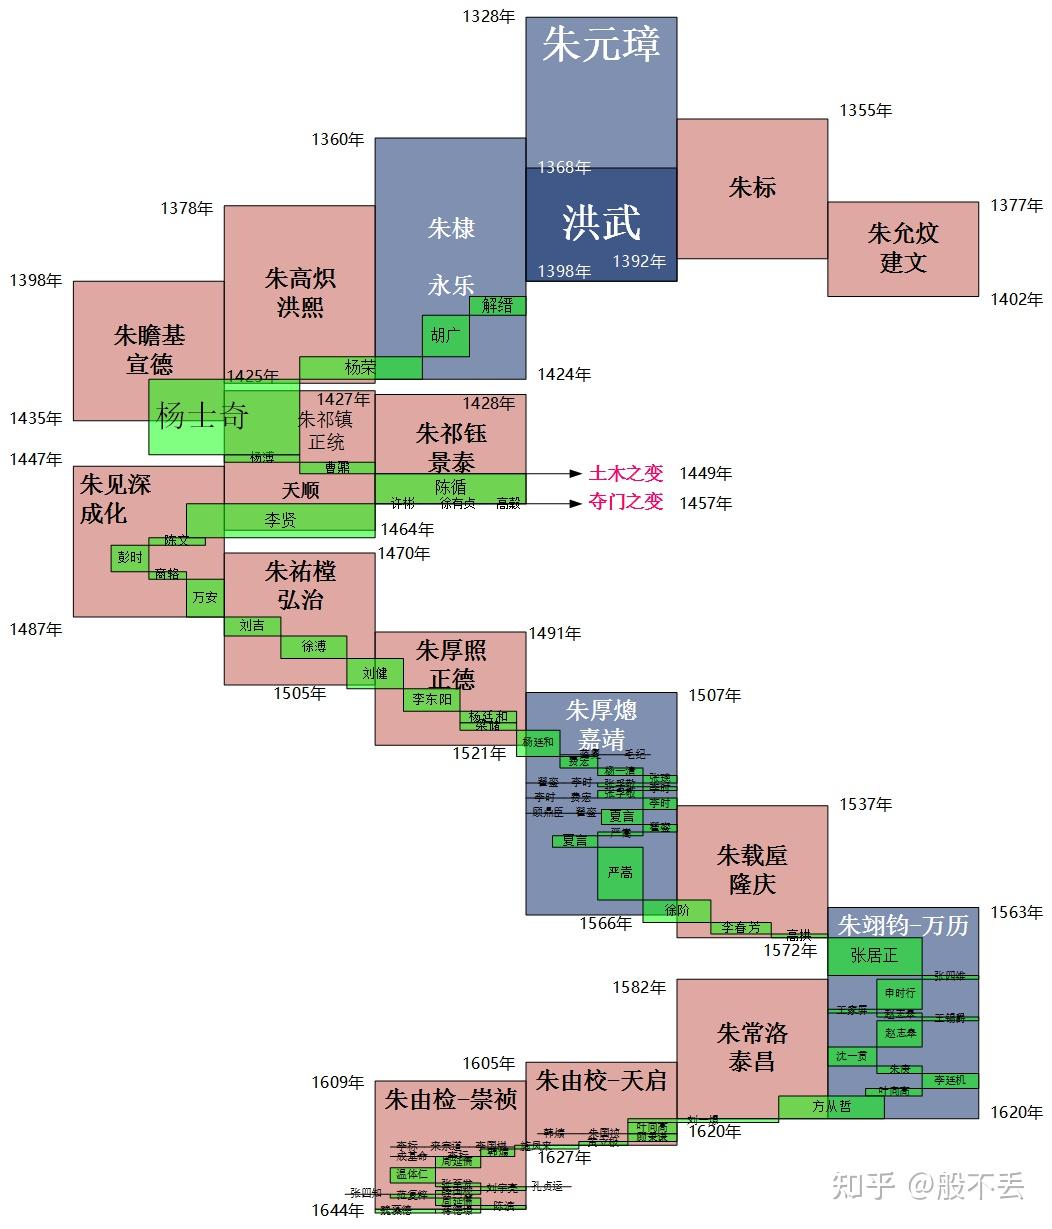 1328年
朱元璋
1355年
1360年
1368年
朱标
1377年
1378年
洪武
朱棣
朱允炆
建文
1392年
1398年
永乐
1398年
朱高炽
洪熙
1402年
解缙
胡广
朱瞻基
宣德
杨荣
1425年
1424年
1427年
1428年
1435年
杨士奇
朱祁镇
正统
朱祁钰
景泰
杨溥
曹鼐
1447年
土木之变 1449年
朱见深
成化
天顺
陈循
许彬
徐有贞
高毂
夺门之变 1457年
李贤
1464年
陈文
彭时
商辂
1470年
朱祐樘
弘治
万安
刘吉
1487年
徐溥
1491年
朱厚照
正德
刘健
1505年
李东阳
1507年
杨廷和
梁储
朱厚熜
嘉靖
1521年
杨廷和
毛纪
费宏
杨一清
张璁
翟銮
李时
张孚敬
李时
李时
费宏
张孚敬
李时
顾鼎臣
翟銮
夏言
翟銮
严嵩
夏言
1537年
朱载垕
隆庆
严嵩
徐阶
1566年
李春芳
高拱
1572年
1563年
朱翊钧-万历
张居正
张四维
1582年
申时行
王家屏
赵志皋
王锡爵
朱常洛
泰昌
赵志皋
沈一贯
朱赓
李廷机
叶向高
1605年
朱由校-天启
1609年
朱由检-崇祯
方从哲
1620年
刘一燝
1620年
叶向高
韩爌
朱国祯
顾秉谦
黄立极
1627年
施凤来
李标
来宗道
李国𣚴
韩爌
成基命
李标
周延儒
温体仁
张至发
刘宇亮
孔贞运
张四知
范复粹
周延儒
陈演
魏藻德
蒋德璟
1644年
知乎 @般不丢